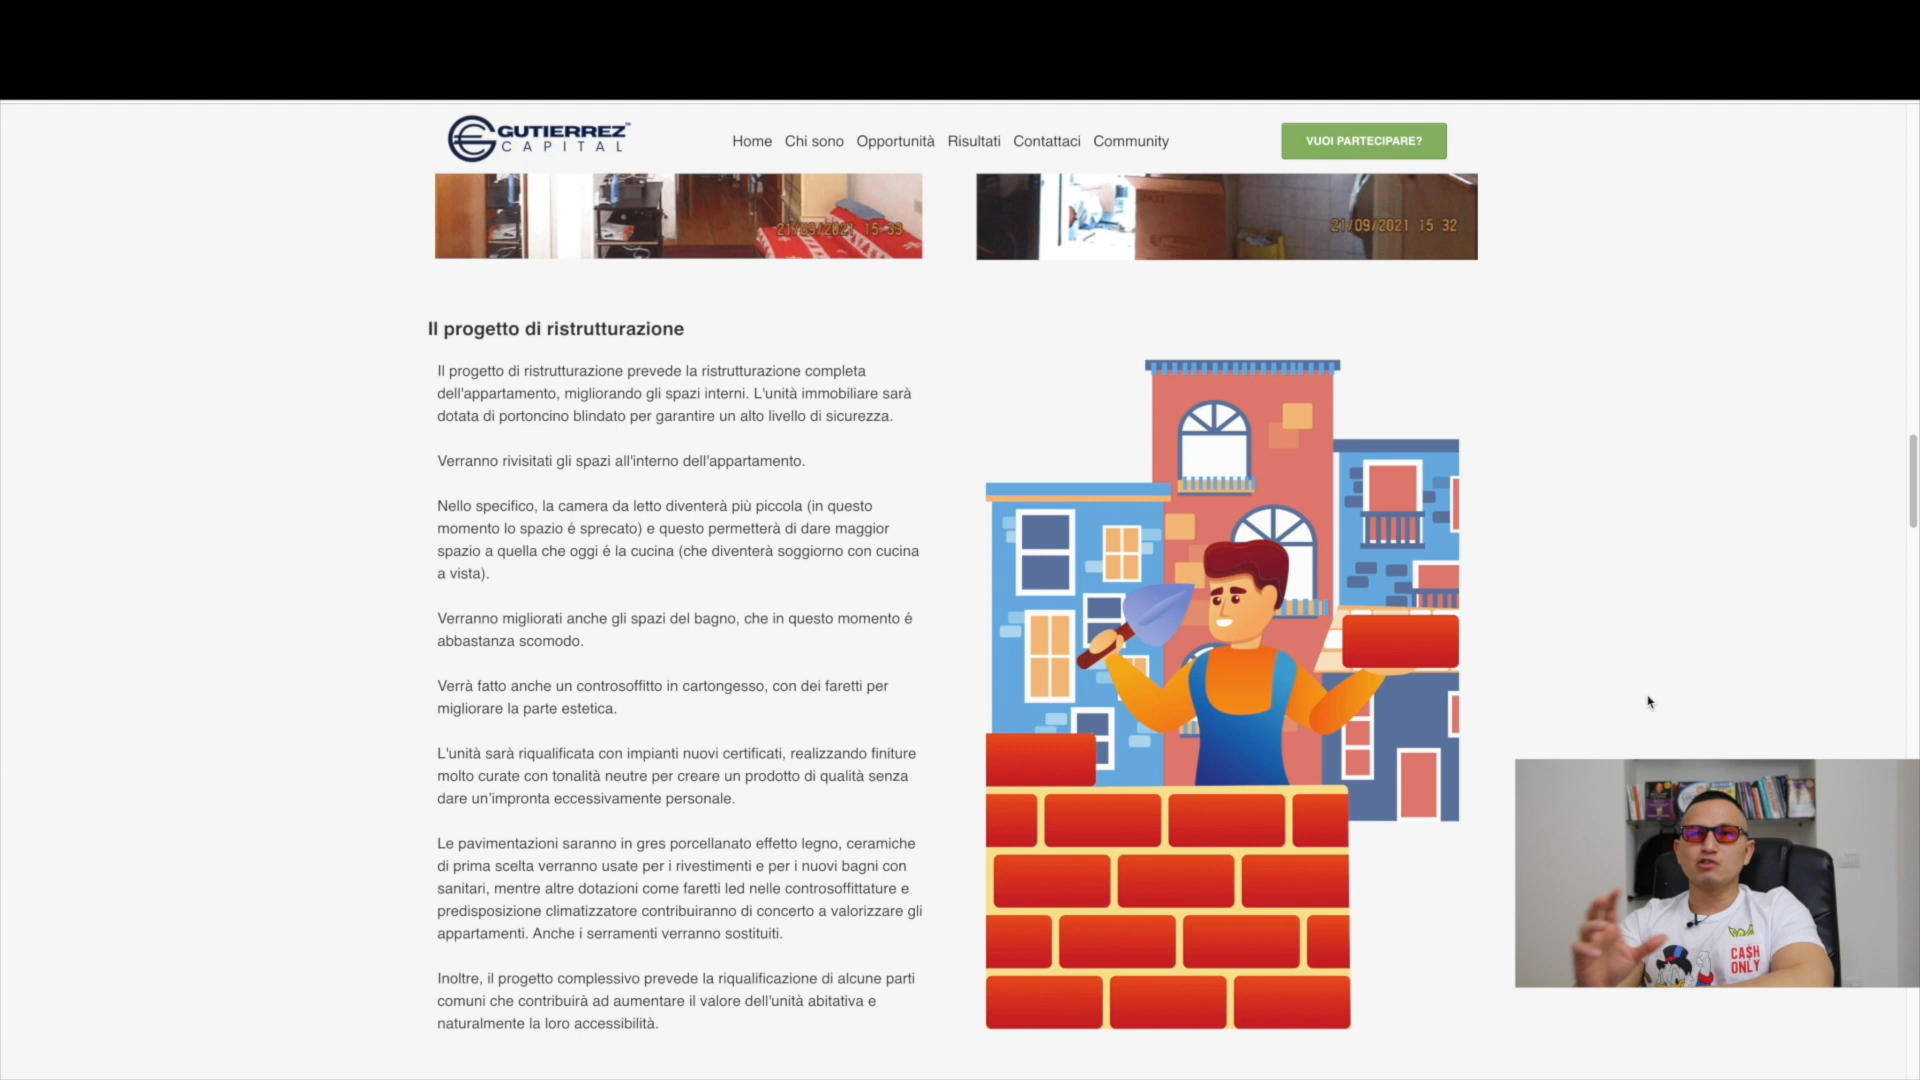 GUTIERREZ™
CAPITAL
Home Chi sono Opportunità Risultati Contattaci Community
VUOI PARTECIPARE?
21/09/2021 15 33
21/09/2021 15 32
Il progetto di ristrutturazione
Il progetto di ristrutturazione prevede la ristrutturazione completa
dell'appartamento, migliorando gli spazi interni. L'unità immobiliare sarà
dotata di portoncino blindato per garantire un alto livello di sicurezza.
Verranno rivisitati gli spazi all'interno dell'appartamento.
Nello specifico, la camera da letto diventerà più piccola (in questo
momento lo spazio é sprecato) e questo permetterà di dare maggior
spazio a quella che oggi é la cucina (che diventerà soggiorno con cucina
a vista).
Verranno migliorati anche gli spazi del bagno, che in questo momento é
abbastanza scomodo.
Verrà fatto anche un controsoffitto in cartongesso, con dei faretti per
migliorare la parte estetica.
L'unità sarà riqualificata con impianti nuovi certificati, realizzando finiture
molto curate con tonalità neutre per creare un prodotto di qualità senza
dare un'impronta eccessivamente personale.
Le pavimentazioni saranno in gres porcellanato effetto legno, ceramiche
di prima scelta verranno usate per i rivestimenti e per i nuovi bagni con
sanitari, mentre altre dotazioni come faretti led nelle controsoffittature e
predisposizione climatizzatore contribuiranno di concerto a valorizzare gli
appartamenti. Anche i serramenti verranno sostituiti.
Inoltre, il progetto complessivo prevede la riqualificazione di alcune parti
comuni che contribuirà ad aumentare il valore dell'unità abitativa e
naturalmente la loro accessibilità.
CA$H
ONLY